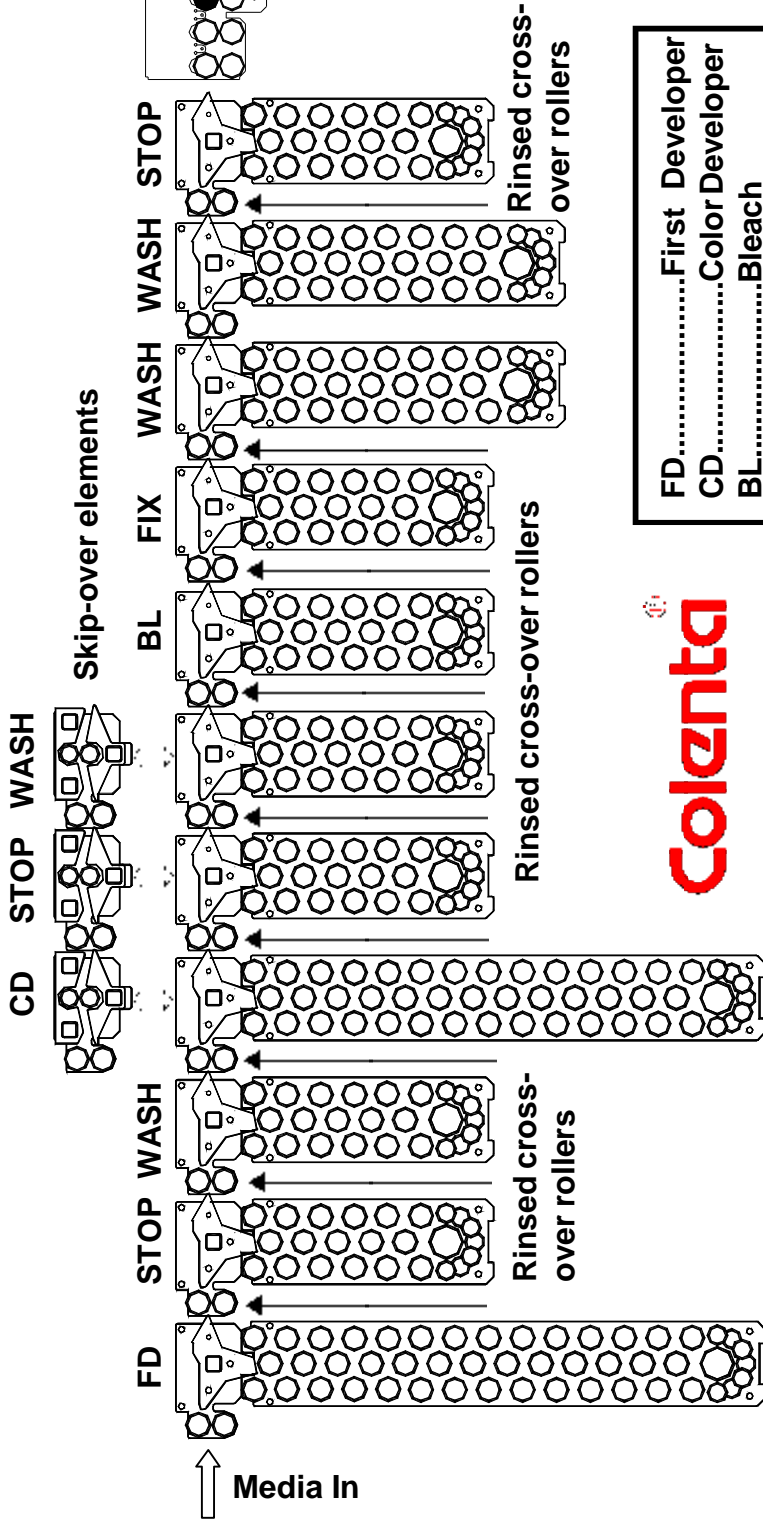 CD STOP WASH
Skip-over elements
FD STOP WASH BL FIX WASH WASH STOP
Media In
Rinsed cross-
over rollers
Rinsed cross-over rollers
Rinsed cross-
over rollers
Colenta
FD..................First Developer
CD..................Color Developer
BL..................Bleach